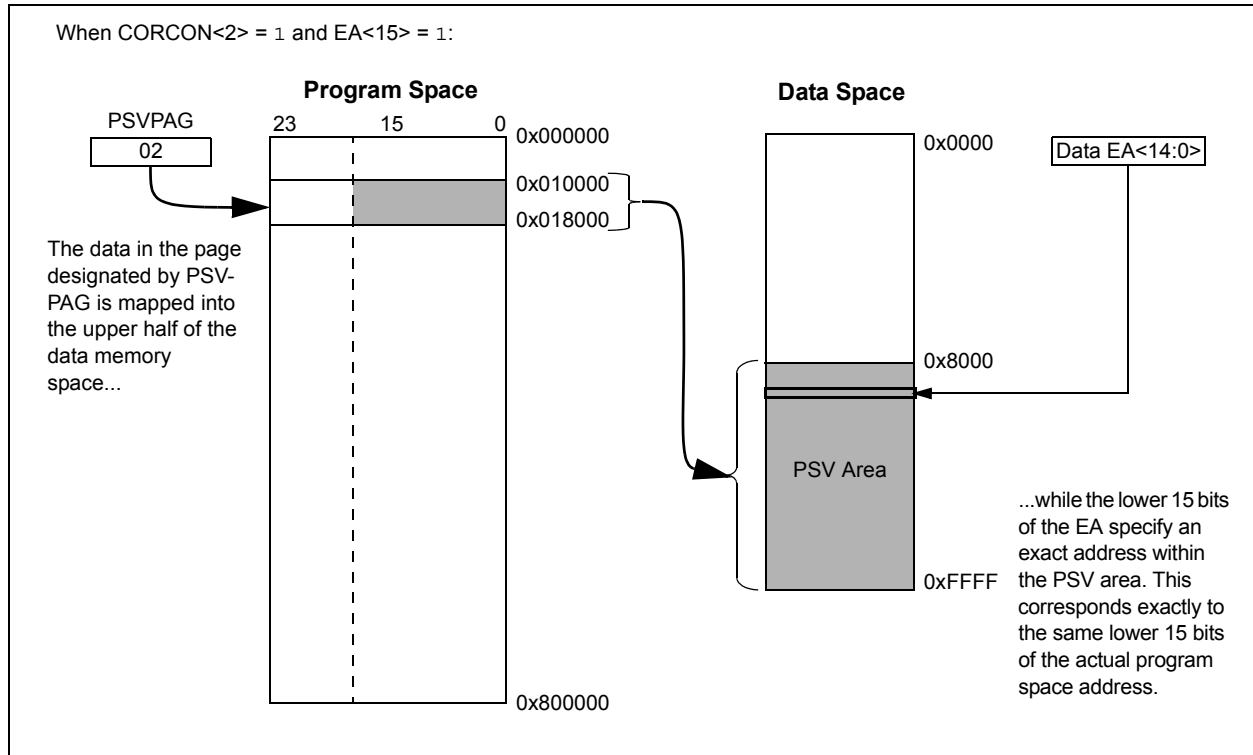 When CORCON<2> = 1 and EA<15> = 1:
Program Space
Data Space
PSVPAG
02
23 15 0
0x000000
0x010000
0x018000
0x800000
The data in the page
designated by PSV-
PAG is mapped into
the upper half of the
data memory
space...
0x0000
0x8000
0xFFFF
PSV Area
Data EA<14:0>
...while the lower 15 bits
of the EA specify an
exact address within
the PSV area. This
corresponds exactly to
the same lower 15 bits
of the actual program
space address.